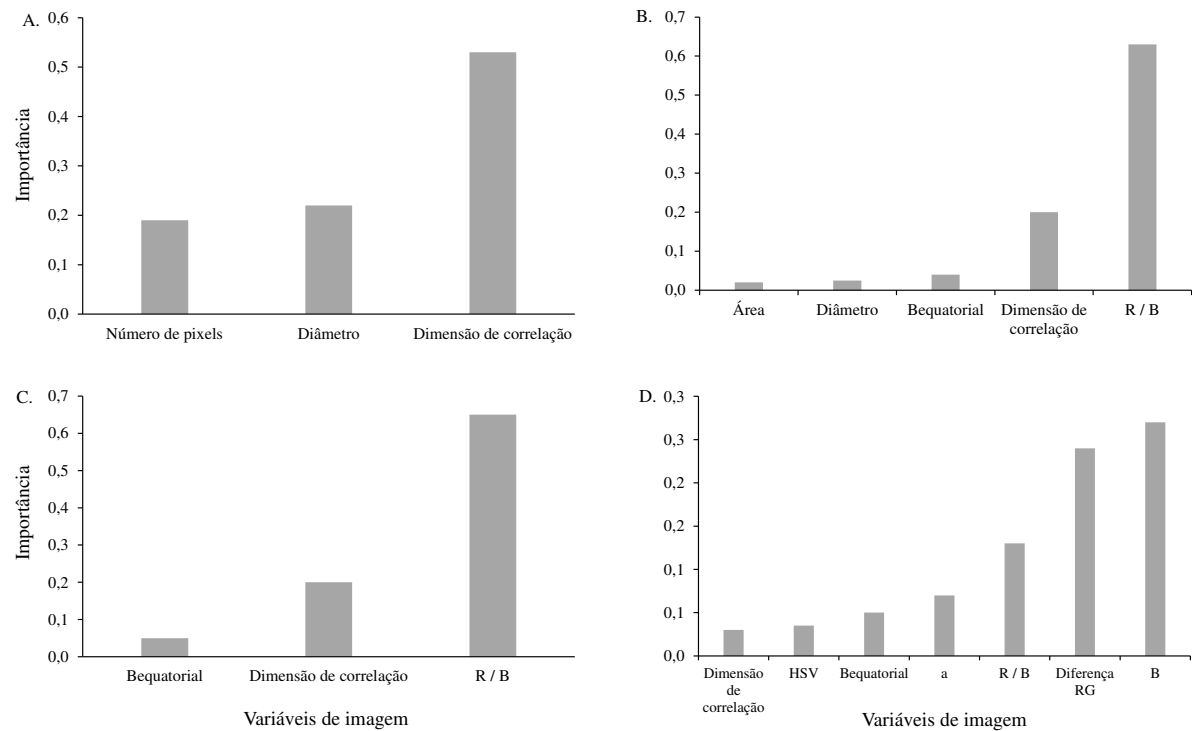 A.
0,6
0,5
0,4
0,3
0,2
0,1
0,0
Importância
Número de pixels
Diâmetro
Dimensão de correlação
B.
0,7
0,6
0,5
0,4
0,3
0,2
0,1
0,0
Área
Diâmetro
Bequatorial
Dimensão de
correlação
R / B
C.
0,7
0,6
0,5
0,4
0,3
0,2
0,1
0,0
Importância
Bequatorial
Dimensão de correlação
R / B
Variáveis de imagem
D.
0,3
0,3
0,2
0,2
0,1
0,1
0,0
Dimensão
de
correlação
HSV
Bequatorial
a
R / B
Diferença
RG
B
Variáveis de imagem